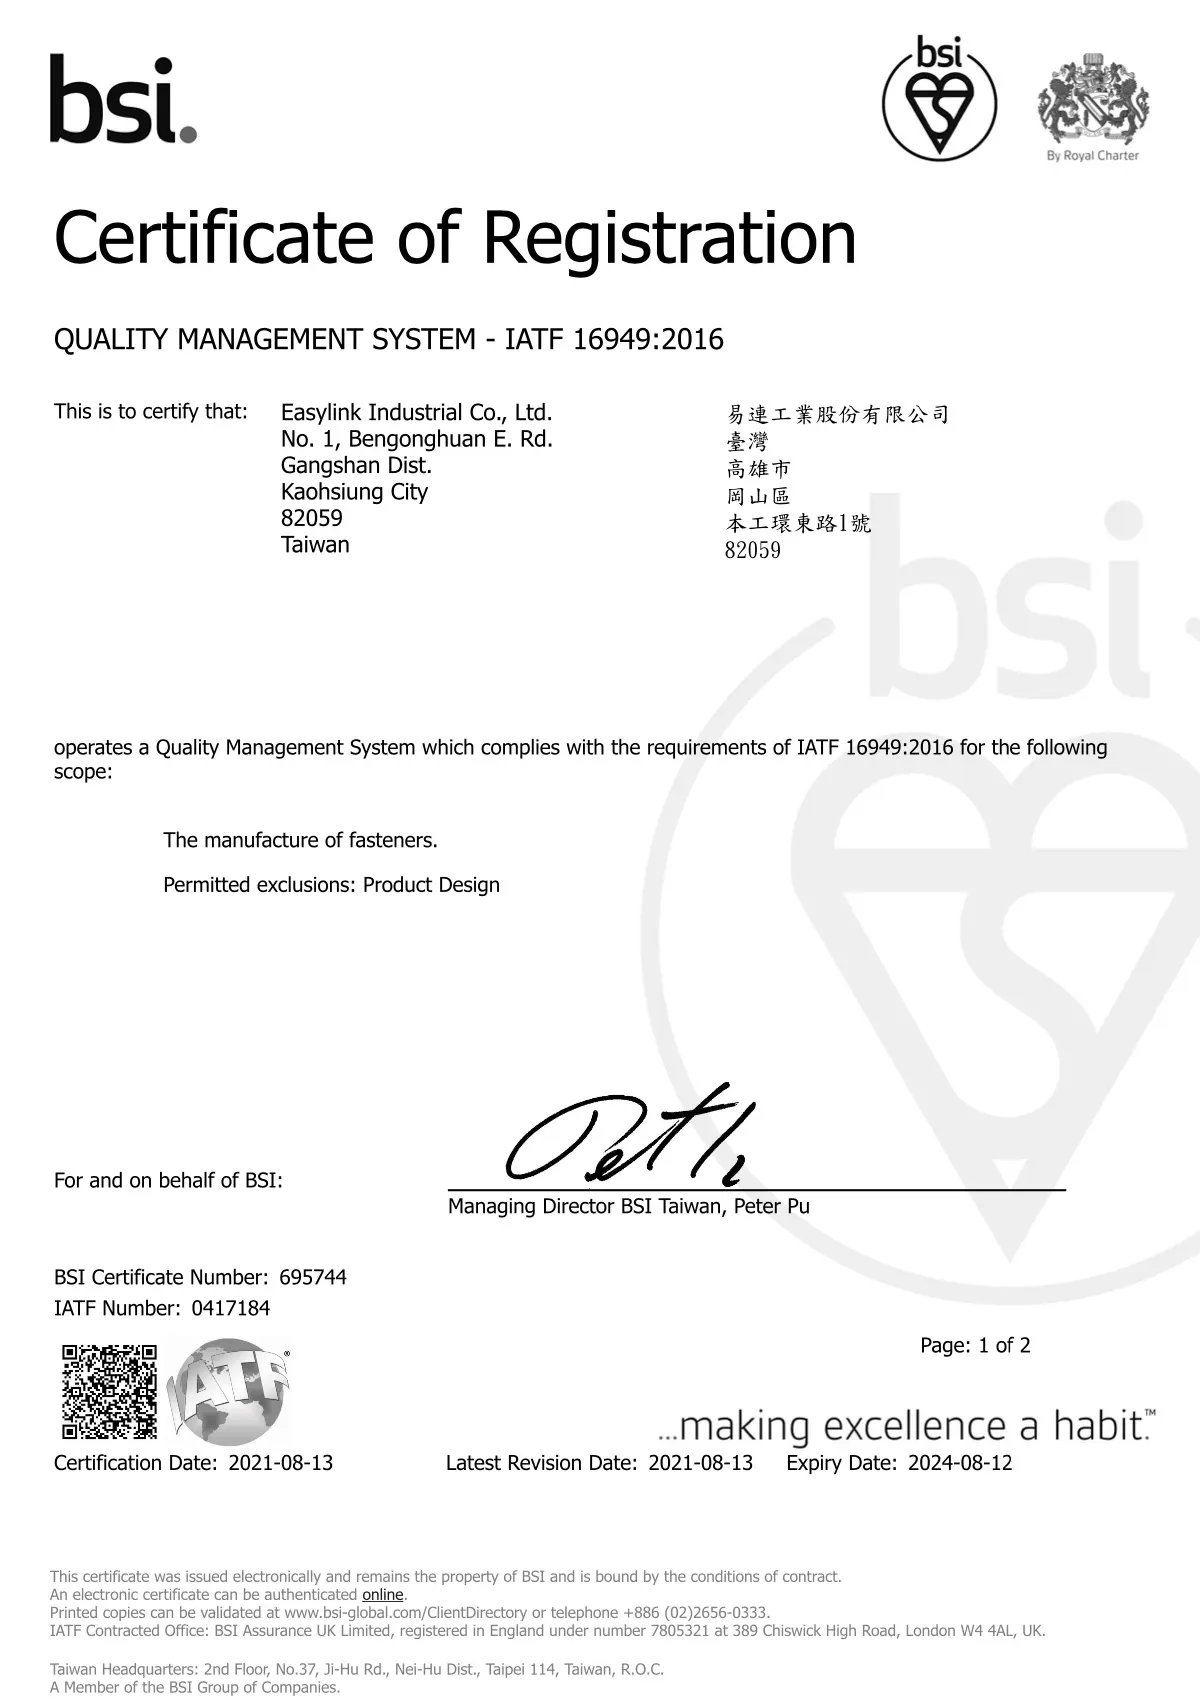 bsi.
bsi
By Royal Charter
Certificate of Registration
QUALITY MANAGEMENT SYSTEM - IATF 16949:2016
This is to certify that:
Easylink Industrial Co., Ltd.
No. 1, Bengonghuan E. Rd.
Gangshan Dist.
Kaohsiung City
82059
Taiwan
易連工業股份有限公司
臺灣
高雄市
岡山區
本工環東路1號
82059
bsi
operates a Quality Management System which complies with the requirements of IATF 16949:2016 for the following
scope:
The manufacture of fasteners.
Permitted exclusions: Product Design
For and on behalf of BSI:
Managing Director BSI Taiwan, Peter Pu
BSI Certificate Number: 695744
IATF Number: 0417184
IATF®
Page: 1 of 2
...making excellence a habit.™
Certification Date: 2021-08-13 Latest Revision Date: 2021-08-13 Expiry Date: 2024-08-12
This certificate was issued electronically and remains the property of BSI and is bound by the conditions of contract.
An electronic certificate can be authenticated online.
Printed copies can be validated at www.bsi-global.com/ClientDirectory or telephone +886 (02)2656-0333.
IATF Contracted Office: BSI Assurance UK Limited, registered in England under number 7805321 at 389 Chiswick High Road, London W4 4AL, UK.
Taiwan Headquarters: 2nd Floor, No.37, Ji-Hu Rd., Nei-Hu Dist., Taipei 114, Taiwan, R.O.C.
A Member of the BSI Group of Companies.